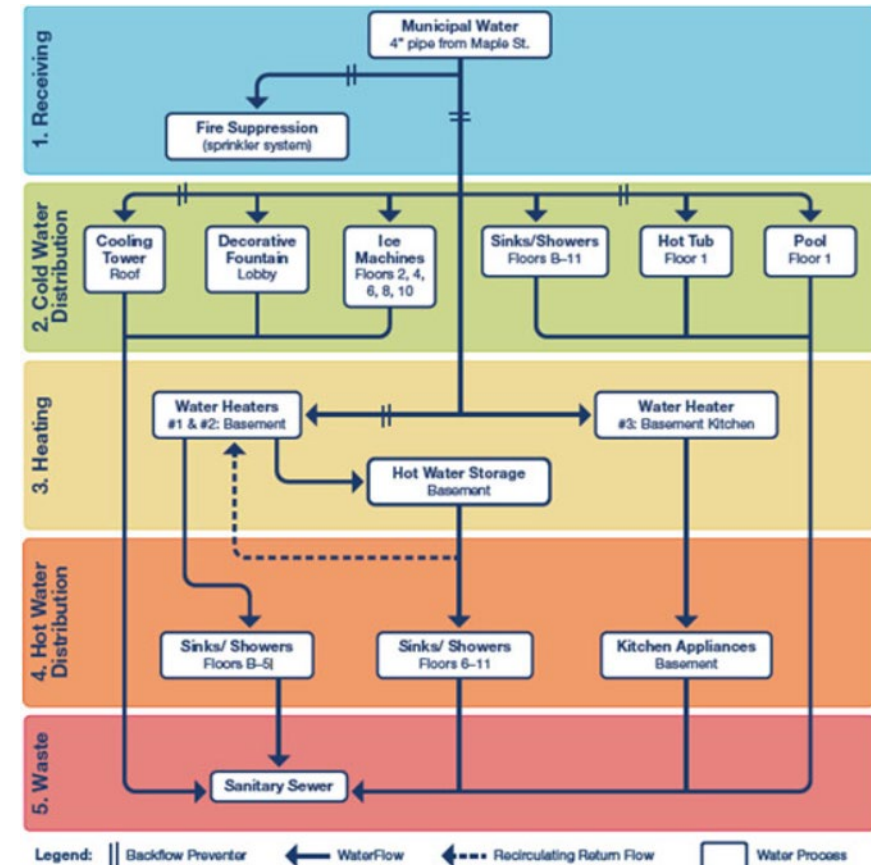 1. Receiving
Municipal Water
4" pipe from Maple St.
Fire Suppression
(sprinkler system)
2. Cold Water
Distribution
Cooling
Tower
Roof
Decorative
Fountain
Lobby
Ice
Machines
Floors 2, 4,
6, 8, 10
Sinks/Showers
Floors B–11
Hot Tub
Floor 1
Pool
Floor 1
3. Heating
Water Heaters
#1 & #2: Basement
Water Heater
#3: Basement Kitchen
Hot Water Storage
Basement
4. Hot Water
Distribution
Sinks/ Showers
Floors B–5|
Sinks/ Showers
Floors 6–11
Kitchen Appliances
Basement
5. Waste
Sanitary Sewer
Legend: Backflow Preventer WaterFlow Recirculating Return Flow Water Process